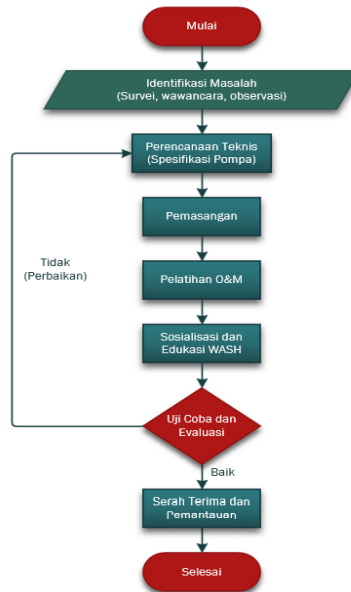 Mulai
Identifikasi Masalah
(Survei, wawancara, observasi)
Perencanaan Teknis
(Spesifikasi Pompa)
Pemasangan
Tidak
(Perbaikan)
Pelatihan O&M
Sosialisasi dan
Edukasi WASH
Uji Coba dan
Evaluasi
Baik
Serah Terima dan
Pemantauan
Selesai